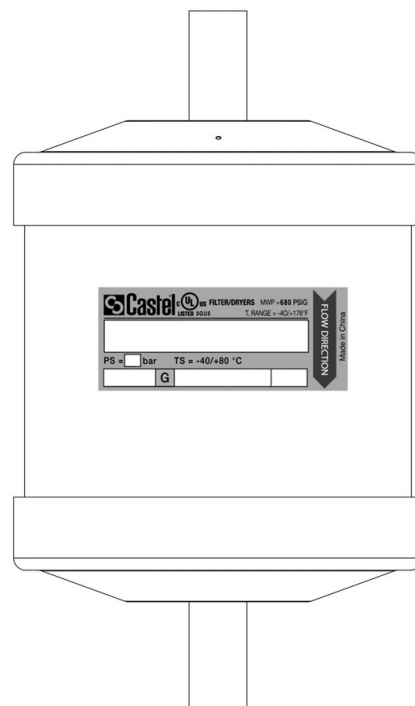 Castel c UL us FILTER/DRYERS MWP =680 PSIG
LISTED SGUS T. RANGE = -40/+176°F
PS = bar TS = -40/+80 °C
G
FLOW DIRECTION
Made in China